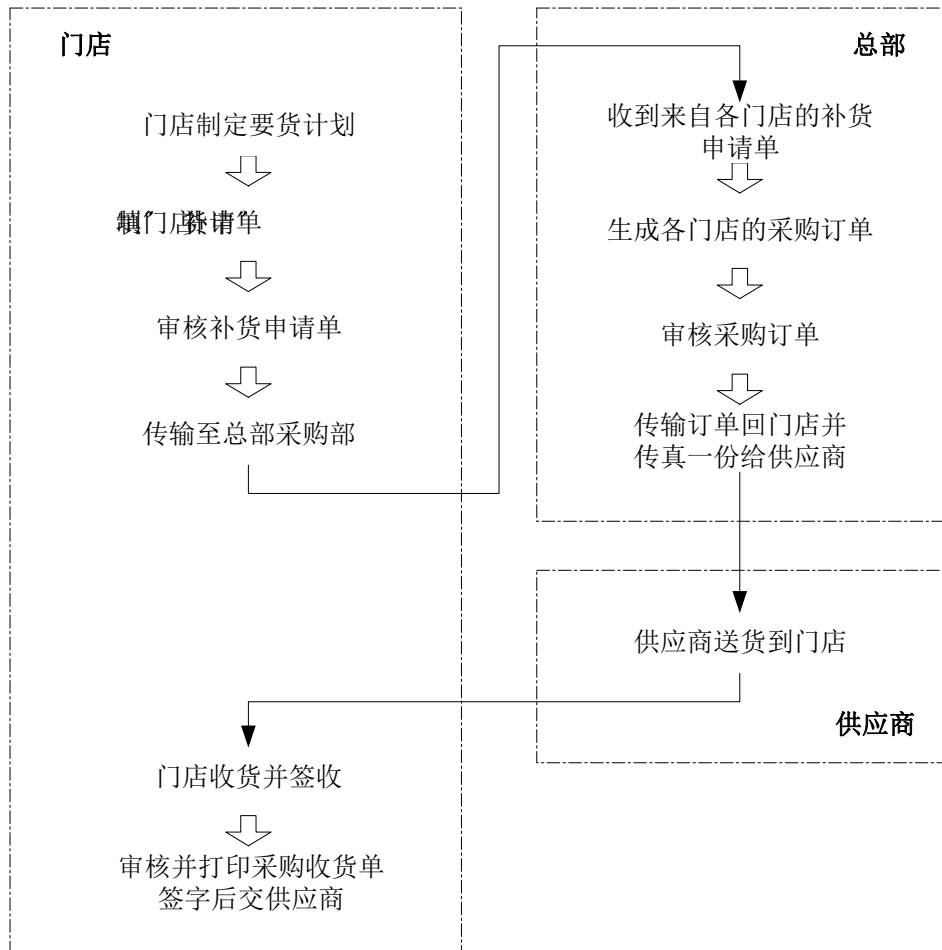 门店
门店制定要货计划
审核补货申请单
传输至总部采购部
门店收货并签收
审核并打印采购收货单
签字后交供应商
总部
收到来自各门店的补货
申请单
生成各门店的采购订单
审核采购订单
传输订单回门店并
传真一份给供应商
供应商送货到门店
供应商